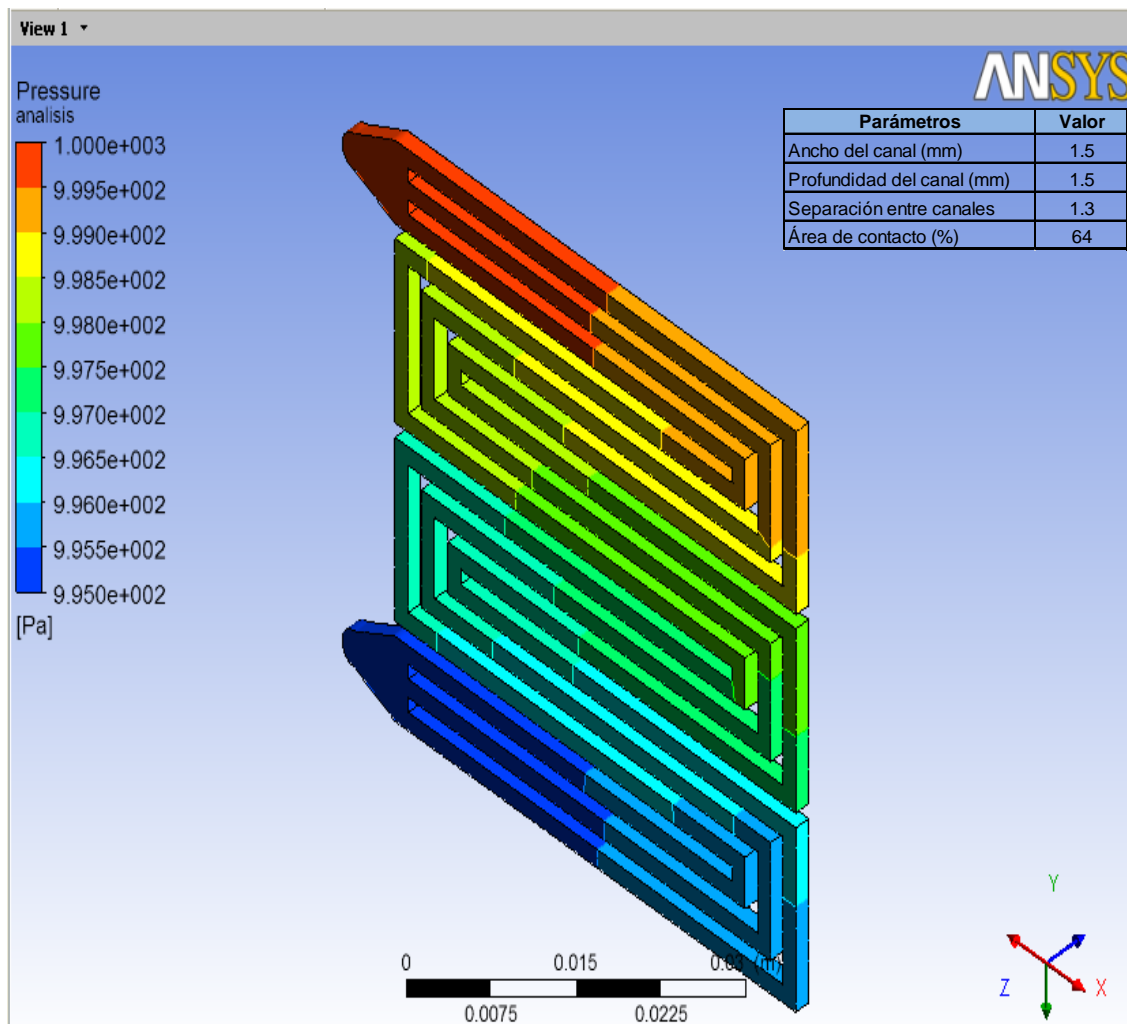 View 1
ANSYS
Pressure
analisis
1.000e+003
9.995e+002
9.990e+002
9.985e+002
9.980e+002
9.975e+002
9.970e+002
9.965e+002
9.960e+002
9.955e+002
9.950e+002
[Pa]
Parámetros Valor
Ancho del canal (mm) 1.5
Profundidad del canal (mm) 1.5
Separación entre canales 1.3
Área de contacto (%) 64
0 0.015 0.03 (m)
0.0075 0.0225
Y
Z X